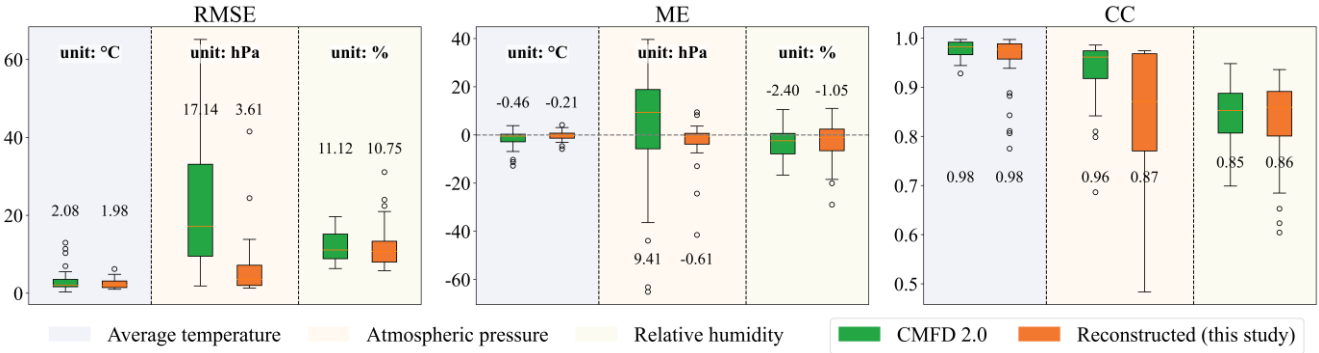 RMSE
ME
CC
unit: °C
unit: hPa
unit: %
60
40
20
0
17.14
3.61
11.12
10.75
2.08
1.98
unit: °C
unit: hPa
unit: %
40
20
0
-20
-40
-60
-0.46
-0.21
-2.40
-1.05
9.41
-0.61
1.0
0.9
0.8
0.7
0.6
0.5
0.98
0.98
0.96
0.87
0.85
0.86
Average temperature
Atmospheric pressure
Relative humidity
CMFD 2.0
Reconstructed (this study)